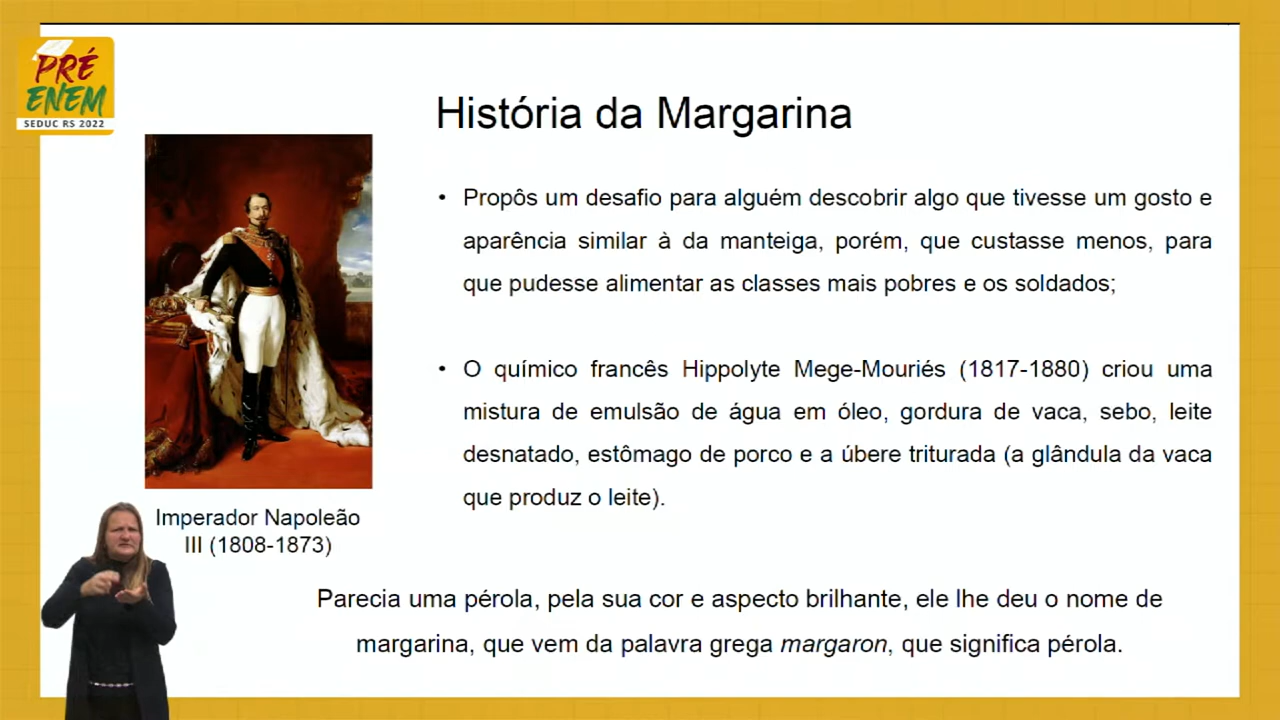 PRÉ
ENEM
SEDUC RS 2022
História da Margarina
• Propôs um desafio para alguém descobrir algo que tivesse um gosto e
aparência similar à da manteiga, porém, que custasse menos, para
que pudesse alimentar as classes mais pobres e os soldados;
• O químico francês Hippolyte Mege-Mouriés (1817-1880) criou uma
mistura de emulsão de água em óleo, gordura de vaca, sebo, leite
desnatado, estômago de porco e a úbere triturada (a glândula da vaca
que produz o leite).
Imperador Napoleão
III (1808-1873)
Parecia uma pérola, pela sua cor e aspecto brilhante, ele lhe deu o nome de
margarina, que vem da palavra grega margaron, que significa pérola.